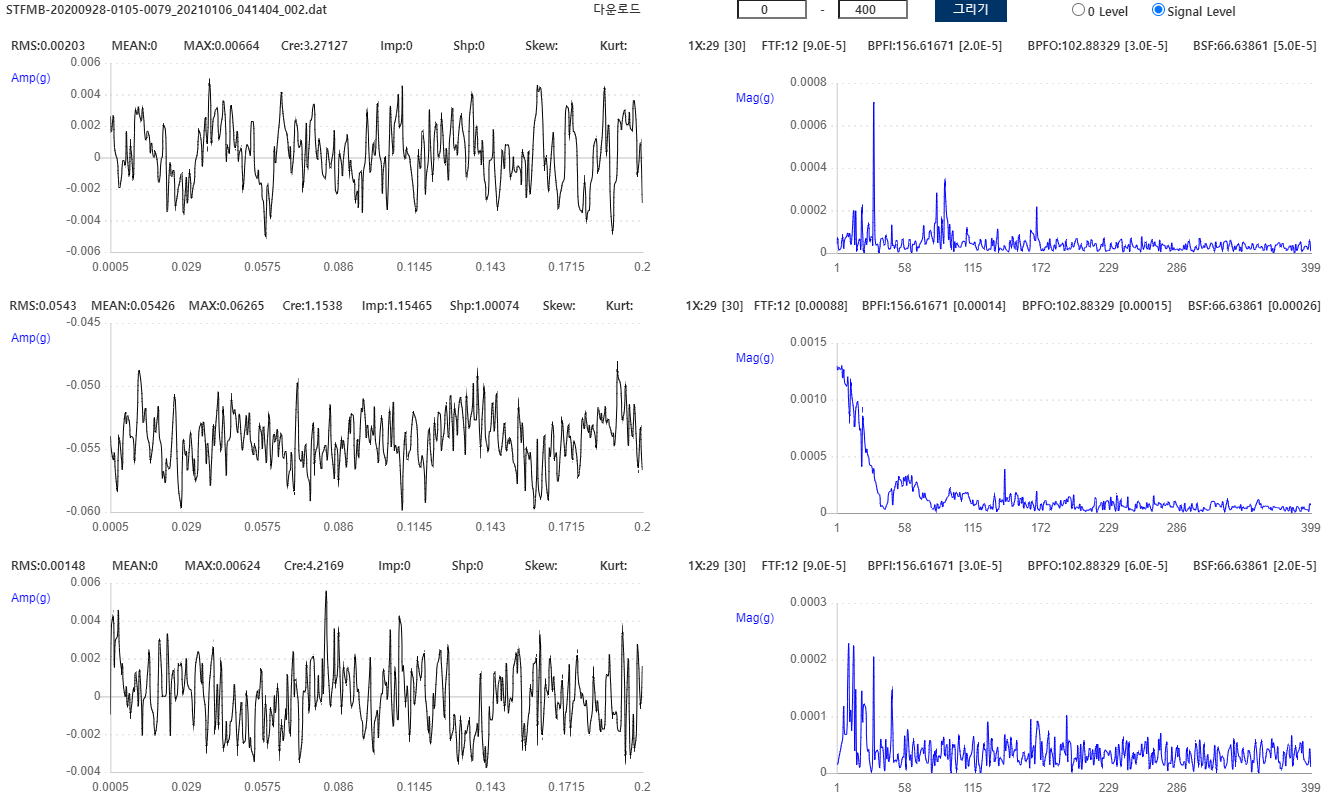 STFMB-20200928-0105-0079_20210106_041404_002.dat 다운로드 0 - 400 그리기 0 Level Signal Level
RMS:0.00203 MEAN:0 MAX:0.00664 Cre:3.27127 Imp:0 Shp:0 Skew: Kurt: 1X:29 [30] FTF:12 [9.0E-5] BPFI:156.61671 [2.0E-5] BPFO:102.88329 [3.0E-5] BSF:66.63861 [5.0E-5]
Amp(g)
0.006
0.004
0.002
0
-0.002
-0.004
-0.006
0.0005 0.029 0.0575 0.086 0.1145 0.143 0.1715 0.2
Mag(g)
0.0008
0.0006
0.0004
0.0002
0
1 58 115 172 229 286 399
RMS:0.0543 MEAN:0.05426 MAX:0.06265 Cre:1.1538 Imp:1.15465 Shp:1.00074 Skew: Kurt: 1X:29 [30] FTF:12 [0.00088] BPFI:156.61671 [0.00014] BPFO:102.88329 [0.00015] BSF:66.63861 [0.00026]
Amp(g)
-0.045
-0.050
-0.055
-0.060
0.0005 0.029 0.0575 0.086 0.1145 0.143 0.1715 0.2
Mag(g)
0.0015
0.0010
0.0005
0
1 58 115 172 229 286 399
RMS:0.00148 MEAN:0 MAX:0.00624 Cre:4.2169 Imp:0 Shp:0 Skew: Kurt: 1X:29 [30] FTF:12 [9.0E-5] BPFI:156.61671 [3.0E-5] BPFO:102.88329 [6.0E-5] BSF:66.63861 [2.0E-5]
Amp(g)
0.006
0.004
0.002
0
-0.002
-0.004
0.0005 0.029 0.0575 0.086 0.1145 0.143 0.1715 0.2
Mag(g)
0.0003
0.0002
0.0001
0
1 58 115 172 229 286 399